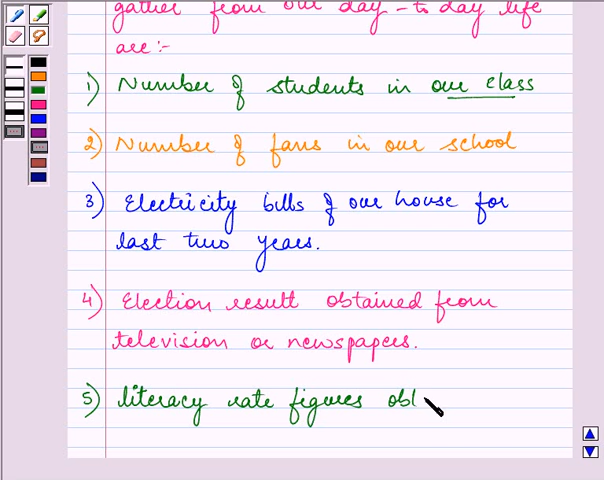 gather from our day-to day life
are:-
1) Number of students in our class
2) Number of fans in our school
3) Electricity bills of our house for
last two years.
4) Election result obtained from
television or newspapers.
5) literacy rate figures obt